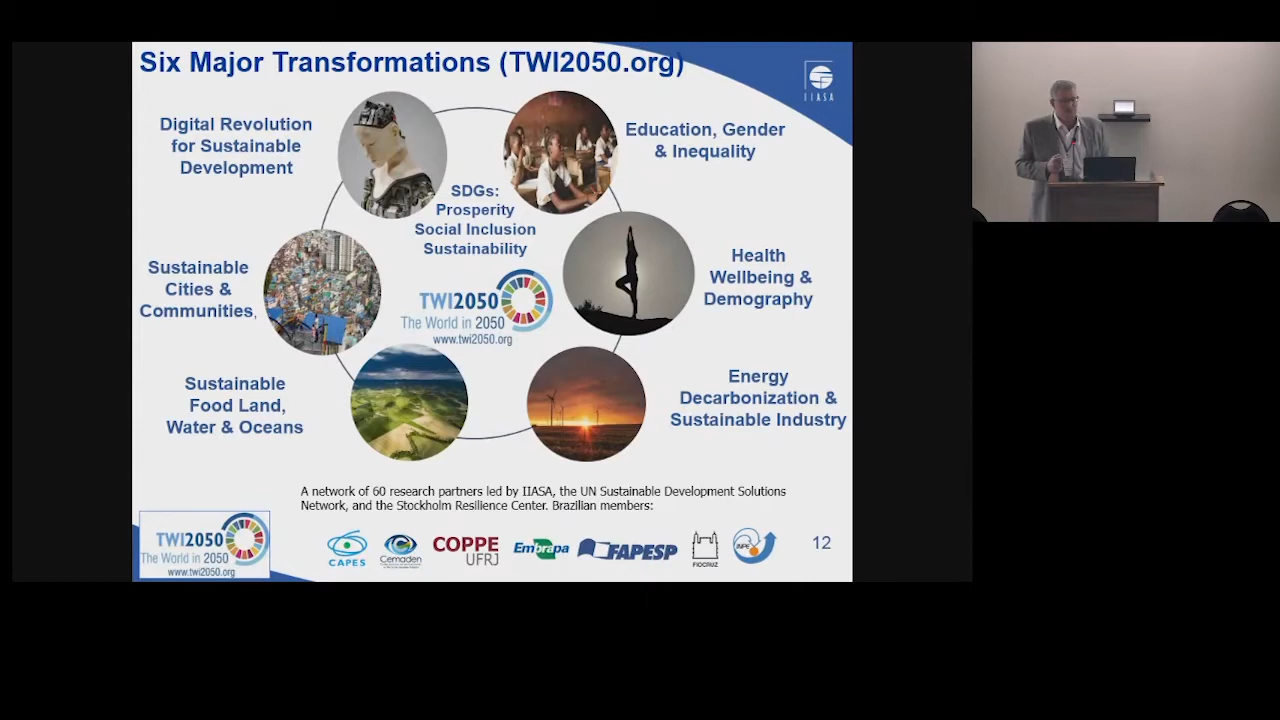 Six Major Transformations (TWI2050.org)
IIASA
Digital Revolution
for Sustainable
Development
Education, Gender
& Inequality
SDGs:
Prosperity
Social Inclusion
Sustainability
Sustainable
Cities &
Communities,
Health
Wellbeing &
Demography
TWI2050
The World in 2050
www.twi2050.org
Sustainable
Food Land,
Water & Oceans
Energy
Decarbonization &
Sustainable Industry
A network of 60 research partners led by IIASA, the UN Sustainable Development Solutions
Network, and the Stockholm Resilience Center. Brazilian members:
TWI2050
The World in 2050
www.twi2050.org
CAPES
Cemaden
COPPE
UFRJ
Embrapa
FAPESP
FIOCRUZ
INPE
12